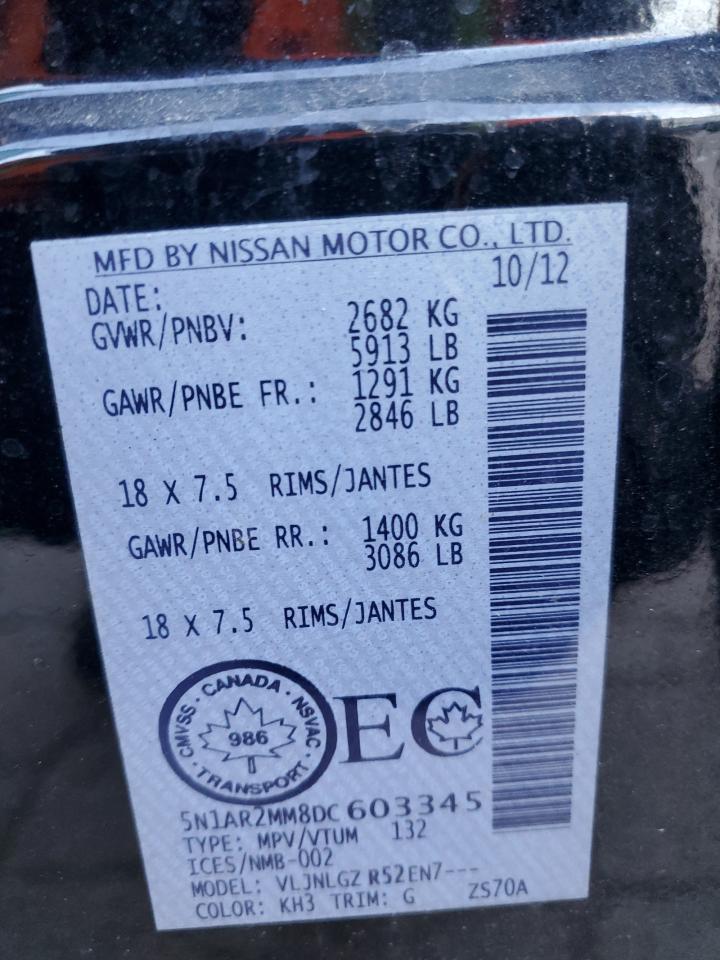 MFD BY NISSAN MOTOR CO., LTD.
DATE: 10/12
GVWR/PNBV: 2682 KG
5913 LB
GAWR/PNBE FR.: 1291 KG
2846 LB
18 X 7.5 RIMS/JANTES
GAWR/PNBE RR.: 1400 KG
3086 LB
18 X 7.5 RIMS/JANTES
CANADA · NSVAC · TRANSPORT · CMVSS ·
986
EC
5N1AR2MM8DC603345
TYPE: MPV/VTUM 132
ICES/NMB-002
MODEL: VLJNLGZ R52EN7---
COLOR: KH3 TRIM: G ZS70A